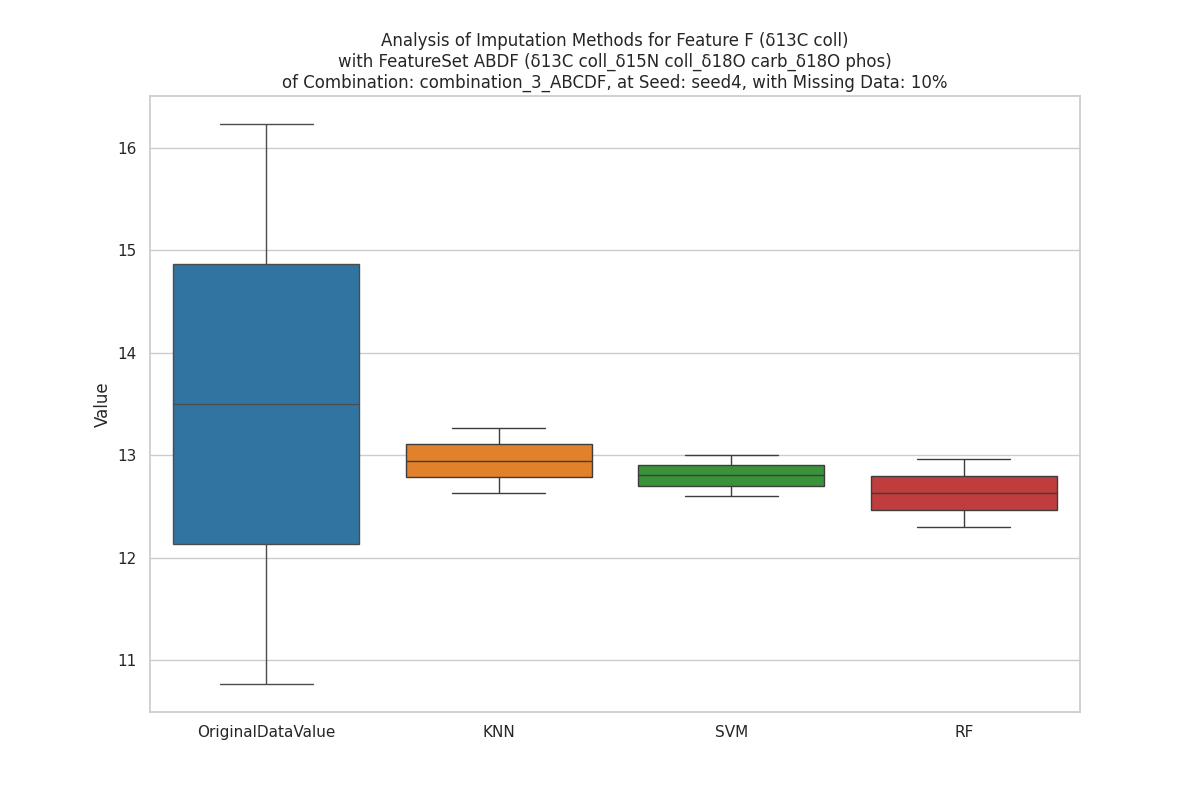 Analysis of Imputation Methods for Feature F (δ13C coll)
with FeatureSet ABDF (δ13C coll_δ15N coll_δ18O carb_δ18O phos)
of Combination: combination_3_ABCDF, at Seed: seed4, with Missing Data: 10%
16
15
14
13
12
11
Value
OriginalDataValue KNN SVM RF